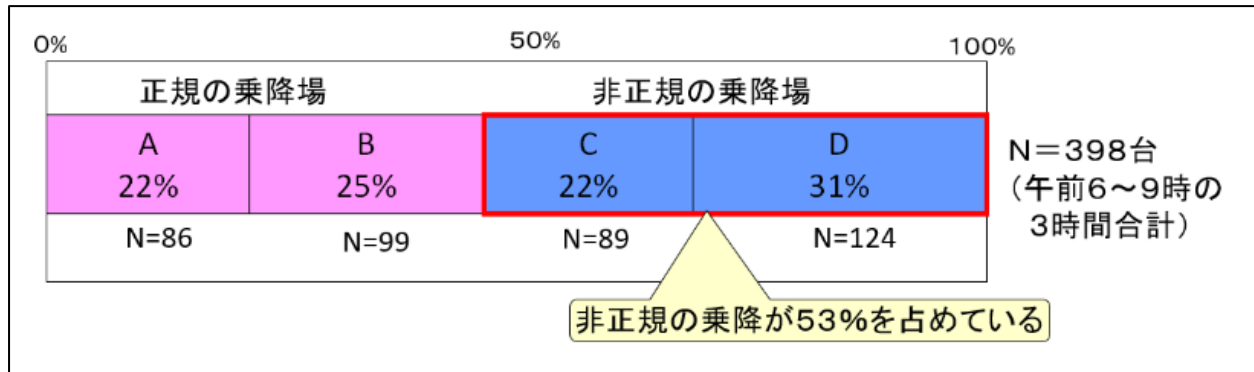 0% 50% 100%
正規の乗降場 非正規の乗降場
A B C D
22% 25% 22% 31%
N=86 N=99 N=89 N=124
N=398台
(午前6~9時の
3時間合計)
非正規の乗降が53%を占めている